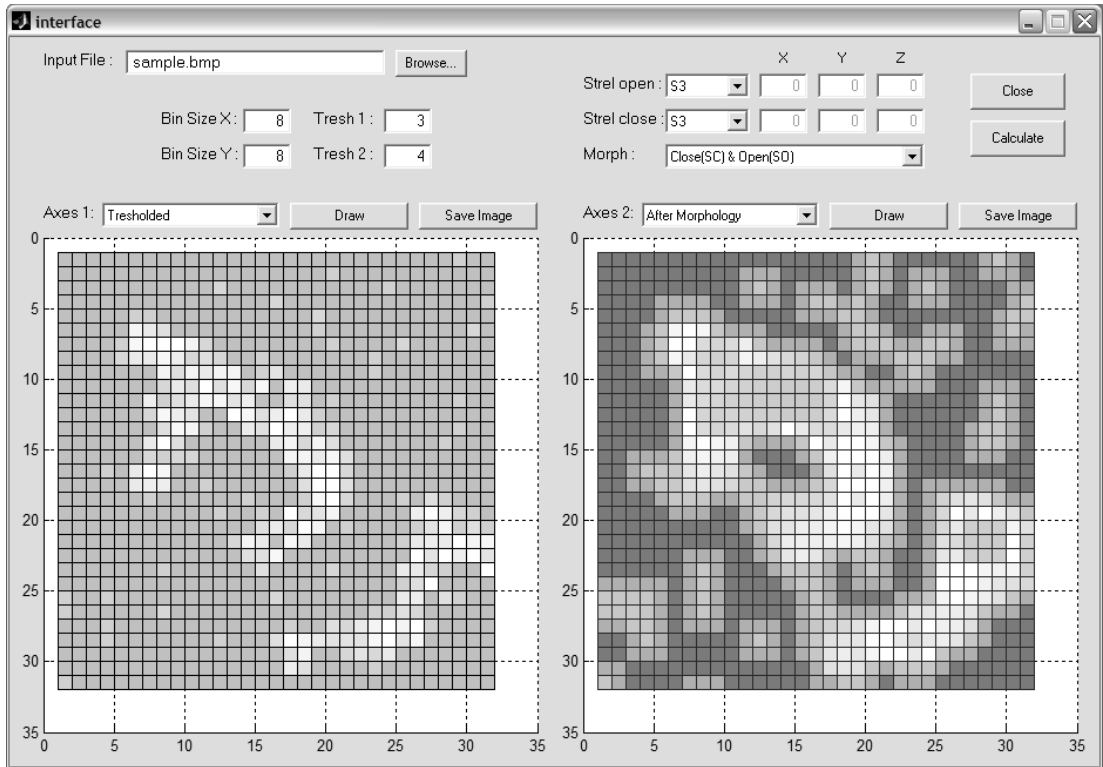 interface
Input File : sample.bmp Browse...
X Y Z
Strel open : S3 0 0 0 Close
Bin Size X : 8 Tresh 1 : 3
Strel close : S3 0 0 0 Calculate
Bin Size Y : 8 Tresh 2 : 4
Morph : Close(SC) & Open(SO)
Axes 1: Tresholded Draw Save Image
Axes 2: After Morphology Draw Save Image
0
5
10
15
20
25
30
35
0 5 10 15 20 25 30 35
0
5
10
15
20
25
30
35
0 5 10 15 20 25 30 35